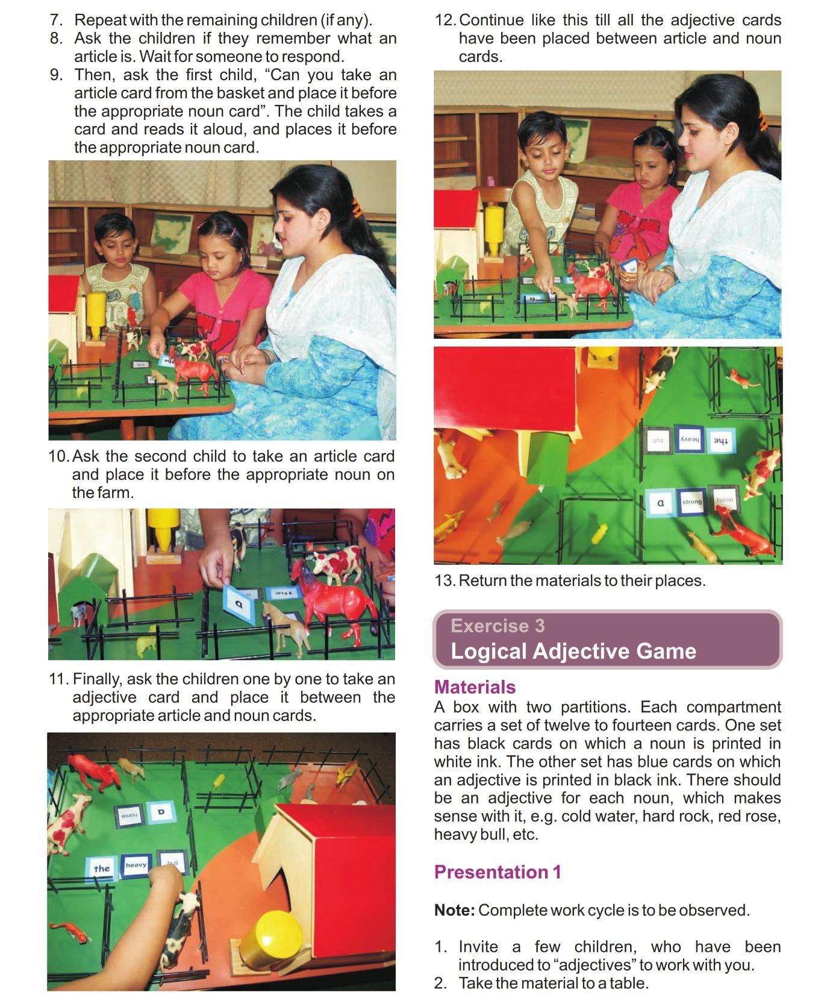 7. Repeat with the remaining children (if any).
8. Ask the children if they remember what an
article is. Wait for someone to respond.
9. Then, ask the first child, “Can you take an
article card from the basket and place it before
the appropriate noun card”. The child takes a
card and reads it aloud, and places it before
the appropriate noun card.
the
10. Ask the second child to take an article card
and place it before the appropriate noun on
the farm.
the
a
11. Finally, ask the children one by one to take an
adjective card and place it between the
appropriate article and noun cards.
horse
a
the
heavy
bull
12. Continue like this till all the adjective cards
have been placed between article and noun
cards.
a
bull
heavy
the
a
strong
horse
13. Return the materials to their places.
Exercise 3
Logical Adjective Game
Materials
A box with two partitions. Each compartment
carries a set of twelve to fourteen cards. One set
has black cards on which a noun is printed in
white ink. The other set has blue cards on which
an adjective is printed in black ink. There should
be an adjective for each noun, which makes
sense with it, e.g. cold water, hard rock, red rose,
heavy bull, etc.
Presentation 1
Note: Complete work cycle is to be observed.
1. Invite a few children, who have been
introduced to “adjectives” to work with you.
2. Take the material to a table.